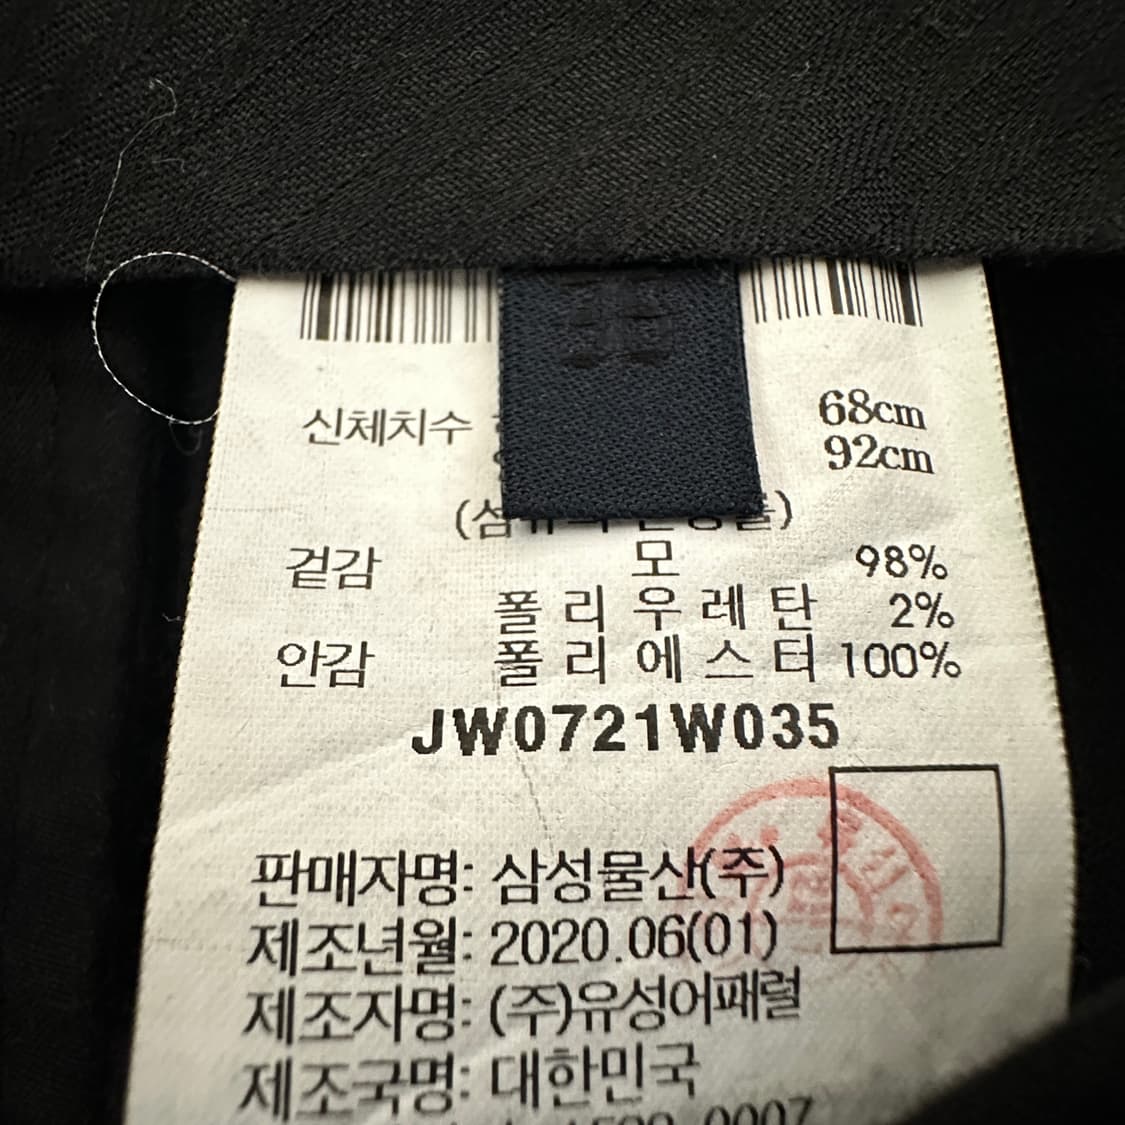 신체치수 68cm
92cm
겉감 모 98%
폴리우레탄 2%
안감 폴리에스터 100%
JW0721W035
판매자명: 삼성물산(주)
제조년월: 2020.06(01)
제조자명: (주)유성어패럴
제조국명: 대한민국